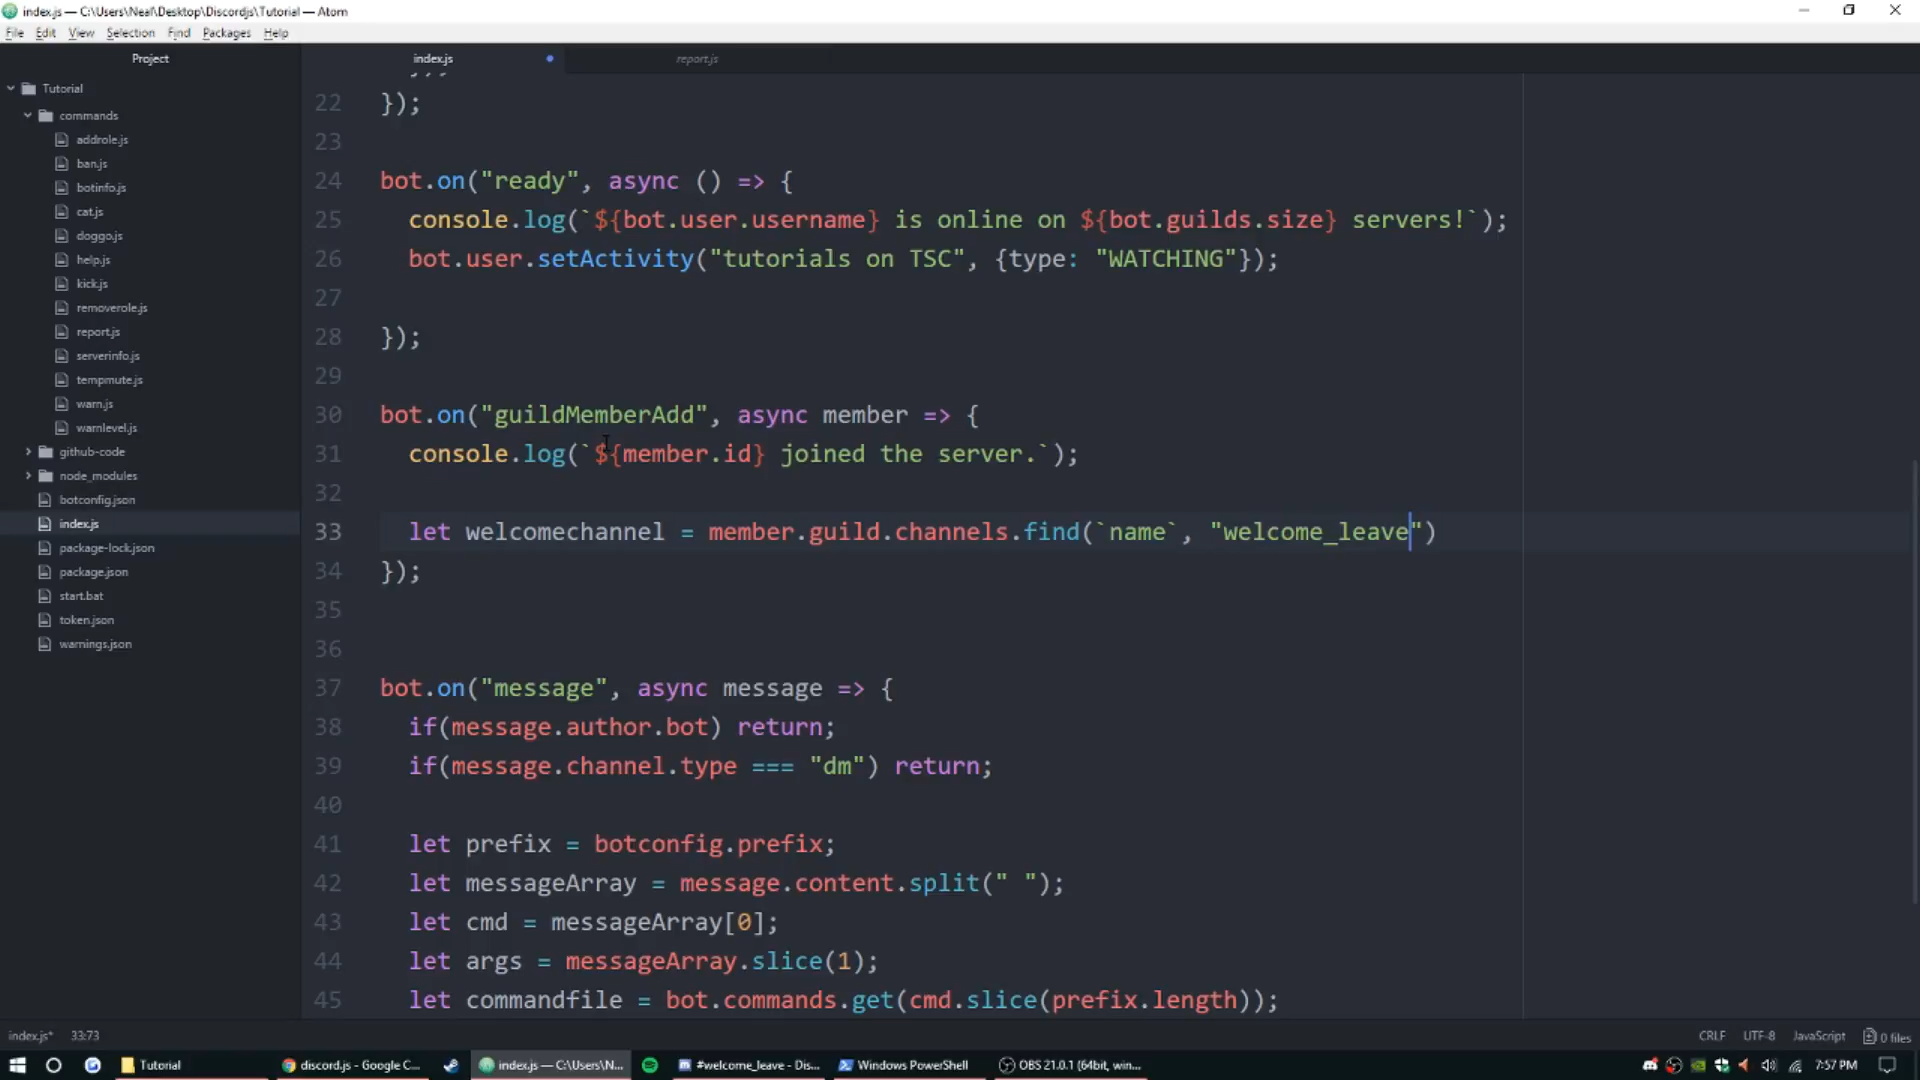 index.js — C:\Users\Neal\Desktop\Discordjs\Tutorial — Atom
File Edit View Selection Find Packages Help
Project
index.js
report.js
Tutorial
commands
addrole.js
ban.js
botinfo.js
cat.js
doggo.js
help.js
kick.js
removerole.js
report.js
serverinfo.js
tempmute.js
warn.js
warnlevel.js
github-code
node_modules
botconfig.json
index.js
package-lock.json
package.json
start.bat
token.json
warnings.json
22 });
23
24 bot.on("ready", async () => {
25 console.log(`${bot.user.username} is online on ${bot.guilds.size} servers!`);
26 bot.user.setActivity("tutorials on TSC", {type: "WATCHING"});
27
28 });
29
30 bot.on("guildMemberAdd", async member => {
31 console.log(`${member.id} joined the server.`);
32
33 let welcomechannel = member.guild.channels.find(`name`, "welcome_leave")
34 });
35
36
37 bot.on("message", async message => {
38 if(message.author.bot) return;
39 if(message.channel.type === "dm") return;
40
41 let prefix = botconfig.prefix;
42 let messageArray = message.content.split(" ");
43 let cmd = messageArray[0];
44 let args = messageArray.slice(1);
45 let commandfile = bot.commands.get(cmd.slice(prefix.length));
index.js* 33:73
CRLF UTF-8 JavaScript 0 files
Tutorial
discord.js - Google C...
index.js — C:\Users\N...
#welcome_leave - Dis...
Windows PowerShell
OBS 21.0.1 (64bit, win...
7:57 PM